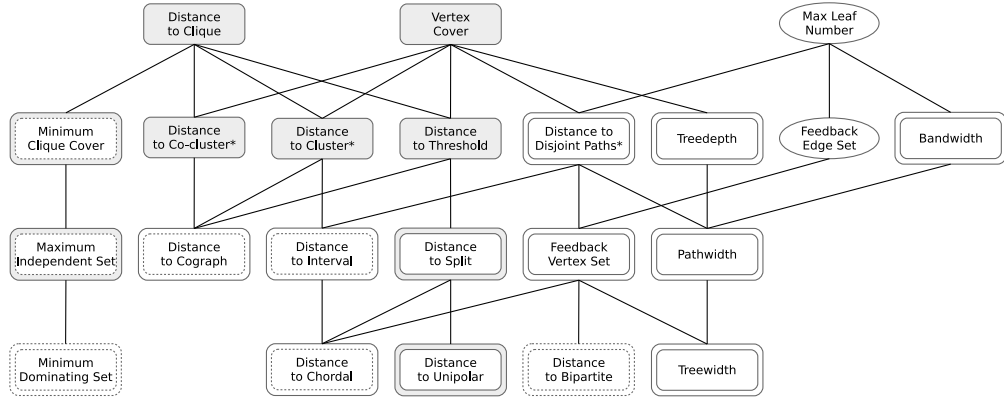 Distance
to Clique
Vertex
Cover
Max Leaf
Number
Minimum
Clique Cover
Distance
to Co-cluster*
Distance
to Cluster*
Distance
to Threshold
Distance to
Disjoint Paths*
Treedepth
Feedback
Edge Set
Bandwidth
Maximum
Independent Set
Distance
to Cograph
Distance
to Interval
Distance
to Split
Feedback
Vertex Set
Pathwidth
Minimum
Dominating Set
Distance
to Chordal
Distance
to Unipolar
Distance
to Bipartite
Treewidth